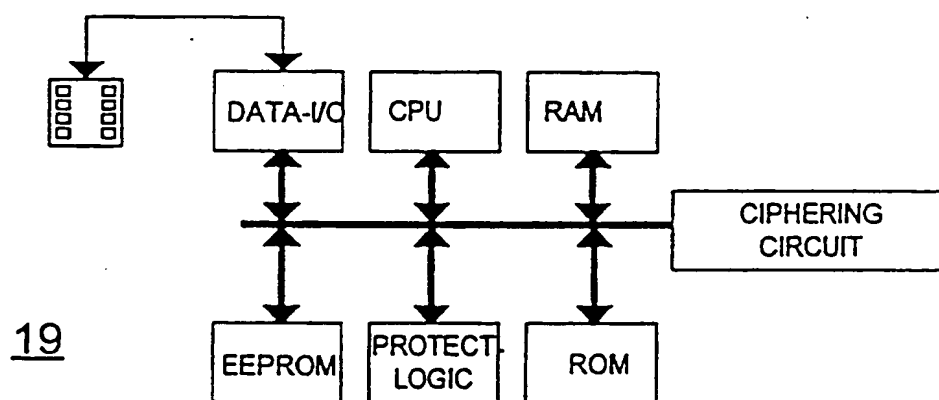 DATA-I/O
CPU
RAM
CIPHERING
CIRCUIT
19
EEPROM
PROTECT-
LOGIC
ROM